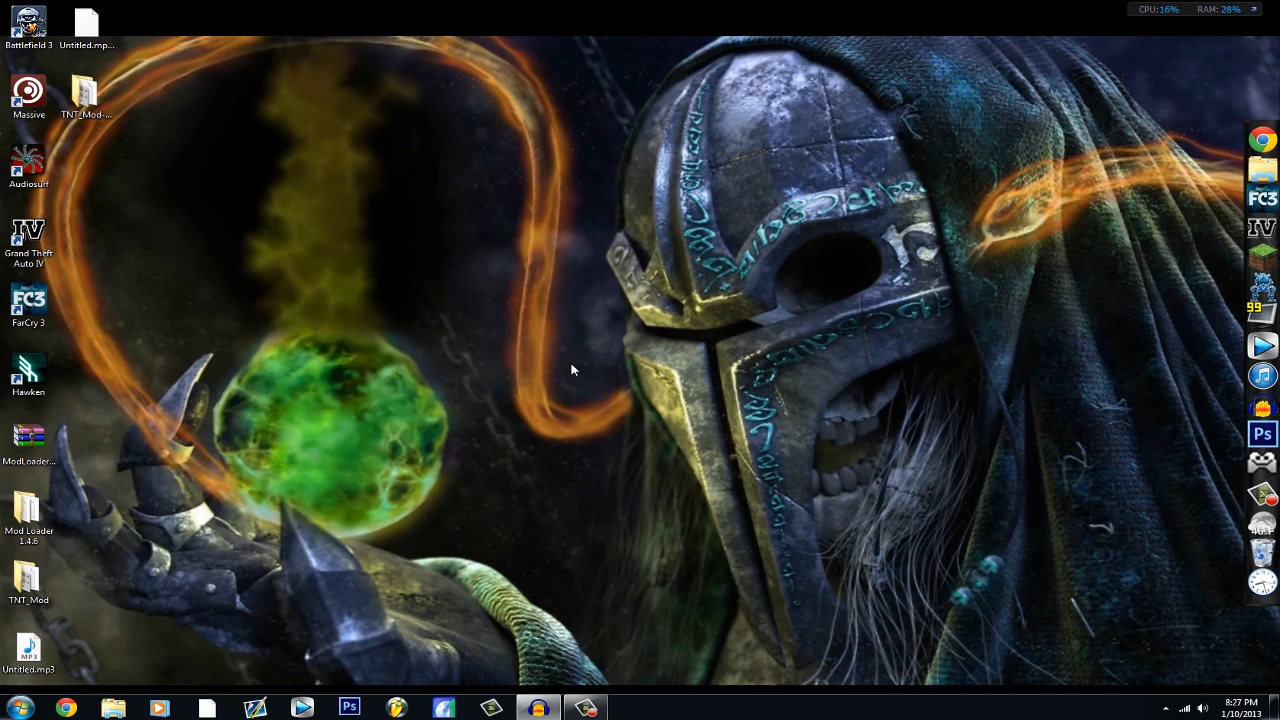 CPU:16% RAM: 28%
Battlefield 3
Untitled.mp...
Massive
TNT_Mod-...
Audiosurf
IV
Grand Theft
Auto IV
FC3
FarCry 3
Hawken
ModLoader...
Mod Loader
1.4.6
TNT_Mod
MP3
Untitled.mp3
FC3
IV
99
Ps
Ps
8:27 PM
1/10/2013